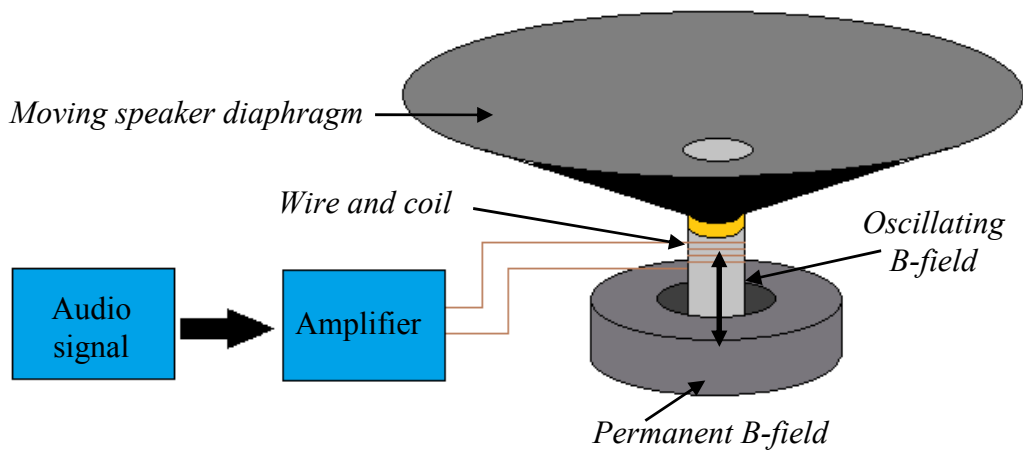 Moving speaker diaphragm
Wire and coil
Oscillating
B-field
Audio
signal
Amplifier
Permanent B-field